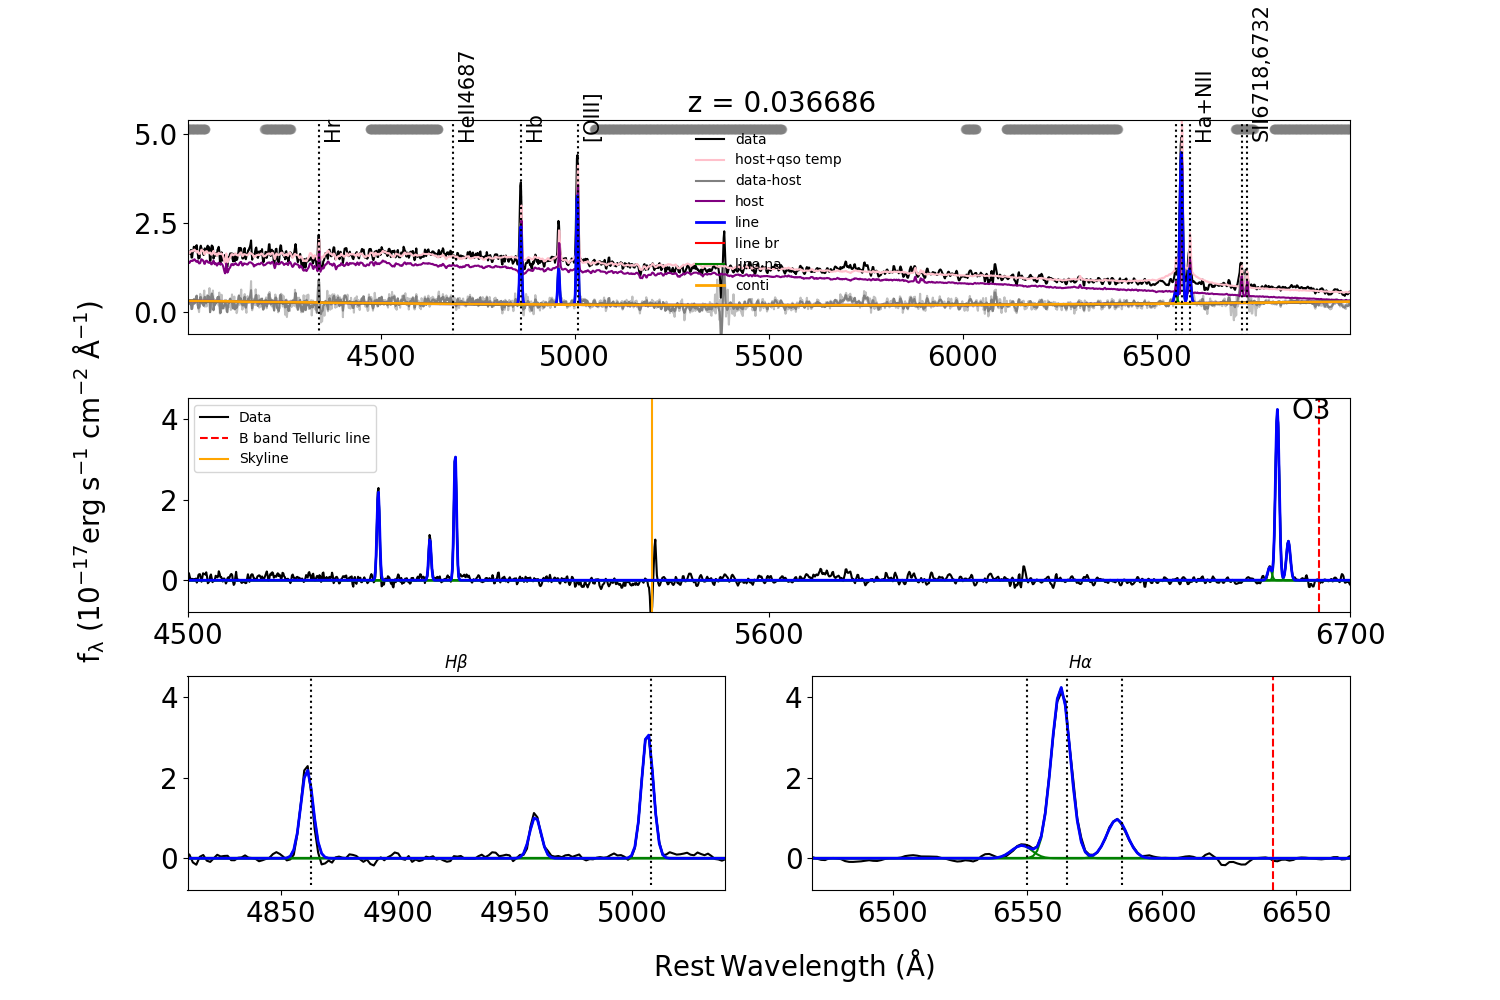 z = 0.036686
Hr
HeII4687
Hb
[OIII]
Ha+NII
SII6718,6732
data
host+qso temp
data-host
host
line
line br
line na
conti
5.0
2.5
0.0
4500 5000 5500 6000 6500
Data
B band Telluric line
Skyline
O3
4
2
0
4500 5600 6700
fλ (10⁻¹⁷erg s⁻¹ cm⁻² Å⁻¹)
Hβ
4
2
0
4850 4900 4950 5000
Hα
4
2
0
6500 6550 6600 6650
Rest Wavelength (Å)